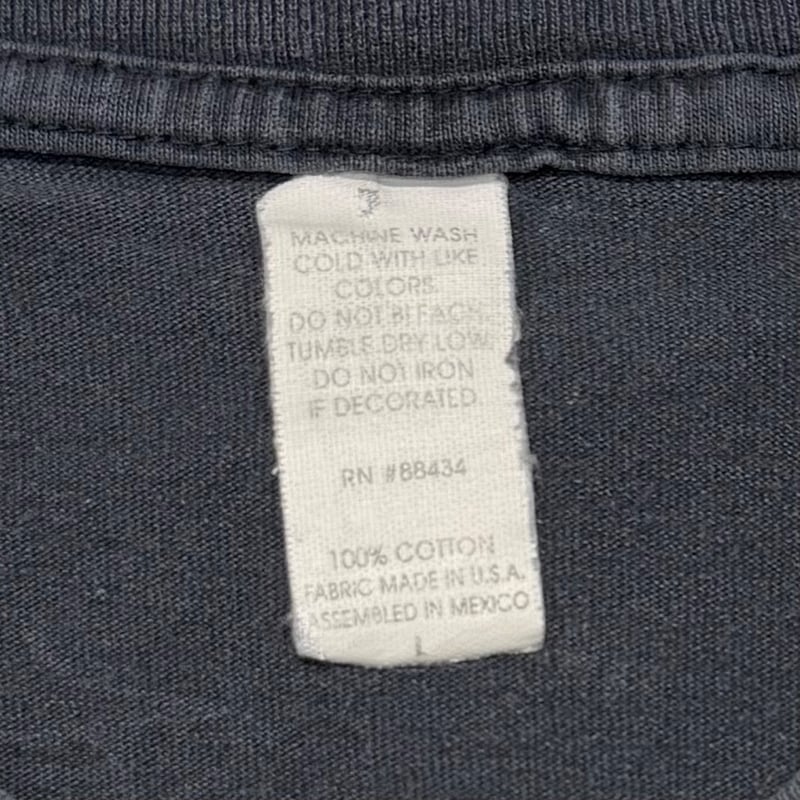 MACHINE WASH
COLD WITH LIKE
COLORS.
DO NOT BLEACH.
TUMBLE DRY LOW.
DO NOT IRON
IF DECORATED.
RN #88434
100% COTTON
FABRIC MADE IN U.S.A.
ASSEMBLED IN MEXICO
L